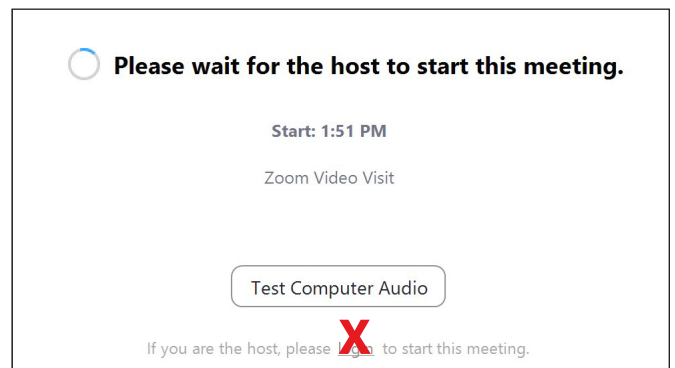 Please wait for the host to start this meeting.
Start: 1:51 PM
Zoom Video Visit
Test Computer Audio
X
If you are the host, please login to start this meeting.